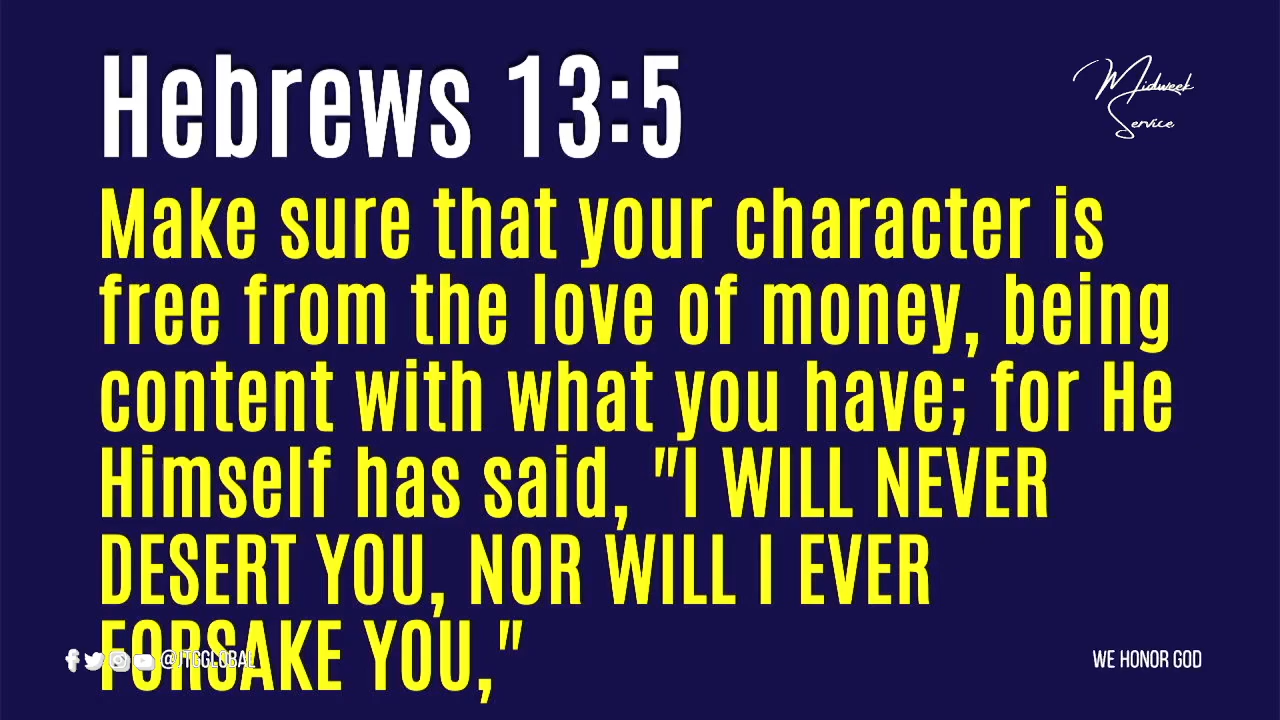 Hebrews 13:5
Midweek
Service
Make sure that your character is
free from the love of money, being
content with what you have; for He
Himself has said, "I WILL NEVER
DESERT YOU, NOR WILL I EVER
FORSAKE YOU,"
@ITGGLOBAL
WE HONOR GOD